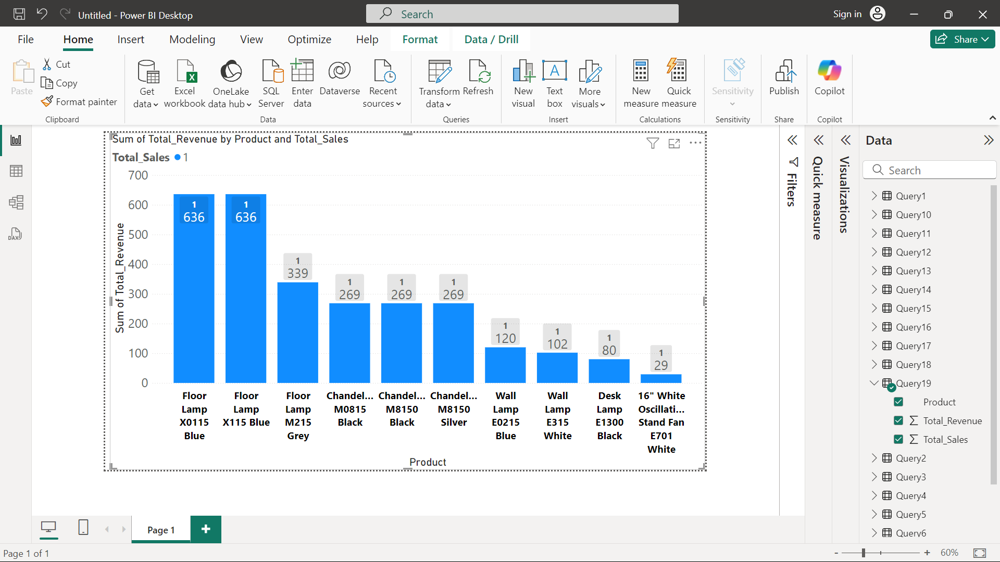 Untitled - Power BI Desktop
Search
Sign in
File
Home
Insert
Modeling
View
Optimize
Help
Format
Data / Drill
Share
Paste
Cut
Copy
Format painter
Clipboard
Get
data
Excel
workbook
OneLake
data hub
SQL
Server
Enter
data
Dataverse
Recent
sources
Data
Transform
data
Refresh
Queries
New
visual
Text
box
More
visuals
Insert
New
measure
Quick
measure
Calculations
Sensitivity
Sensitivity
Publish
Share
Copilot
Copilot
DAX
Sum of Total_Revenue by Product and Total_Sales
Total_Sales 1
Sum of Total_Revenue
700
600
500
400
300
200
100
0
1
636
1
636
1
339
1
269
1
269
1
269
1
120
1
102
1
80
1
29
Floor
Lamp
X0115
Blue
Floor
Lamp
X115 Blue
Floor
Lamp
M215
Grey
Chandel...
M0815
Black
Chandel...
M8150
Black
Chandel...
M8150
Silver
Wall
Lamp
E0215
Blue
Wall
Lamp
E315
White
Desk
Lamp
E1300
Black
16" White
Oscillati...
Stand Fan
E701
White
Product
Filters
Quick measure
Visualizations
Data
Search
Query1
Query10
Query11
Query12
Query13
Query14
Query15
Query16
Query17
Query18
Query19
Product
Total_Revenue
Total_Sales
Query2
Query3
Query4
Query5
Query6
Page 1
Page 1 of 1
60%